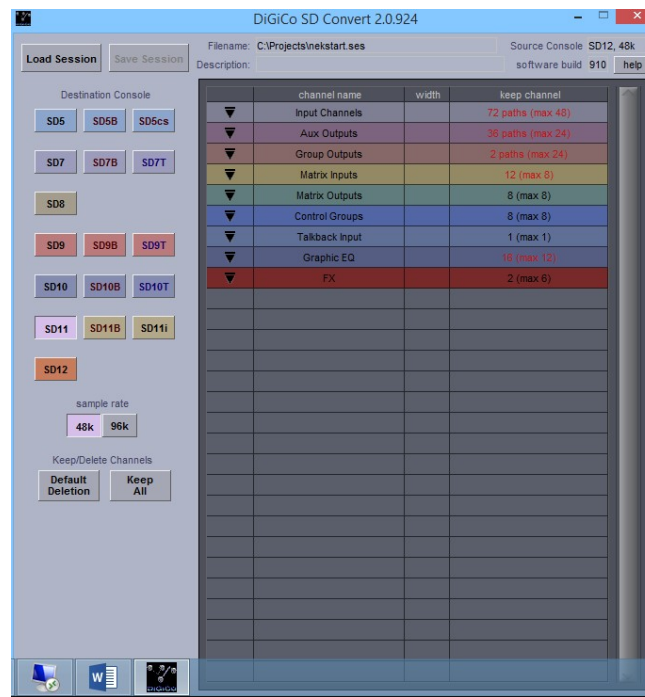 DiGiCo SD Convert 2.0.924
Load Session Save Session
Filename: C:\Projects\nekstart.ses Source Console SD12, 48k
Description: software build 910 help
Destination Console
SD5 SD5B SD5cs
SD7 SD7B SD7T
SD8
SD9 SD9B SD9T
SD10 SD10B SD10T
SD11 SD11B SD11i
SD12
sample rate
48k 96k
Keep/Delete Channels
Default Deletion
Keep All
channel name width keep channel
Input Channels 72 paths (max 48)
Aux Outputs 36 paths (max 24)
Group Outputs 2 paths (max 24)
Matrix Inputs 12 (max 8)
Matrix Outputs 8 (max 8)
Control Groups 8 (max 8)
Talkback Input 1 (max 1)
Graphic EQ 16 (max 12)
FX 2 (max 6)
W
DIGICO